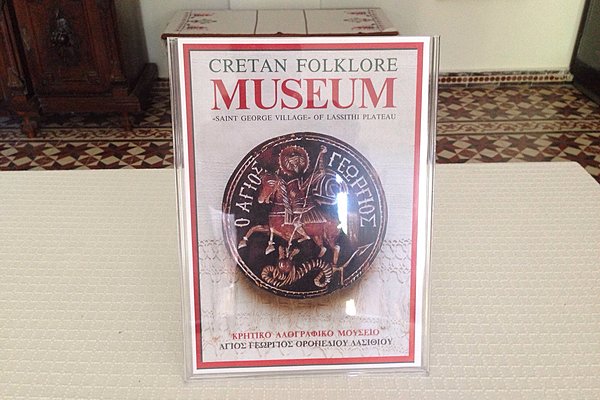 CRETAN FOLKLORE
MUSEUM
«SAINT GEORGE VILLAGE» OF LASSITHI PLATEAU
Ο ΑΓΙΟΣ ΓΕΩΡΓΙΟΣ
ΚΡΗΤΙΚΟ ΛΑΟΓΡΑΦΙΚΟ ΜΟΥΣΕΙΟ
ΑΓΙΟΣ ΓΕΩΡΓΙΟΣ ΟΡΟΠΕΔΙΟΥ ΛΑΣΙΘΙΟΥ